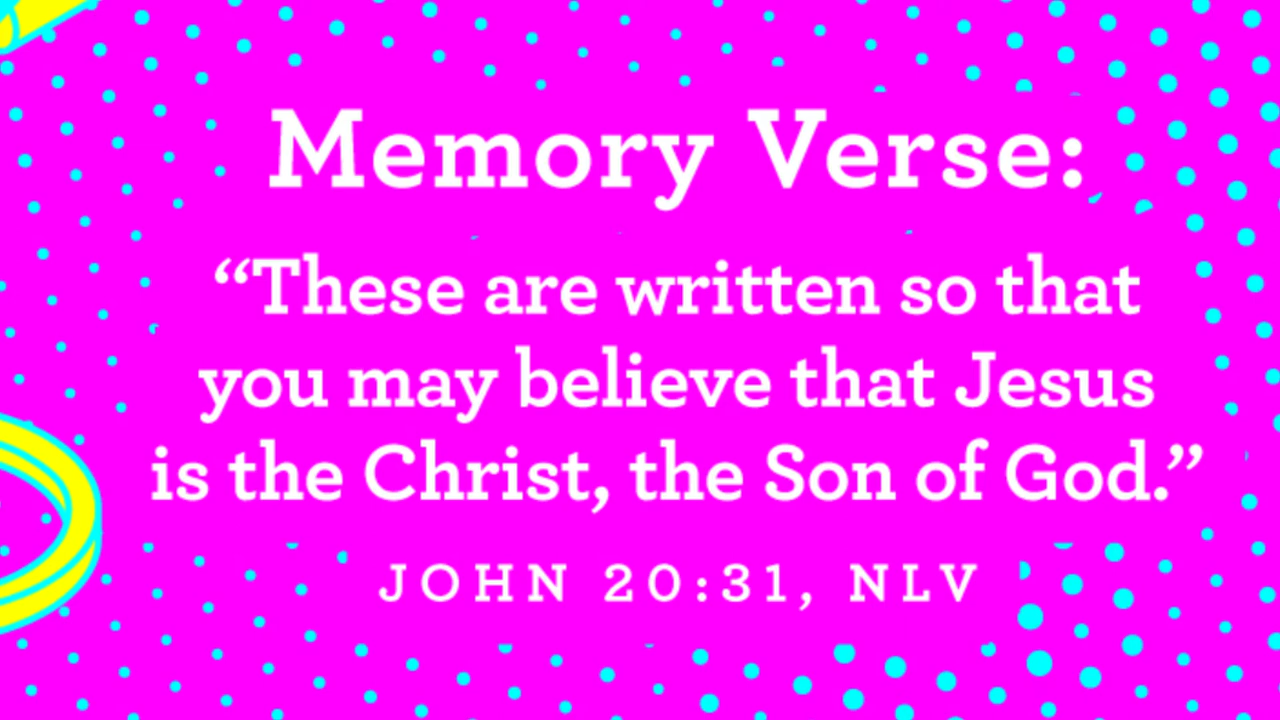 Memory Verse:
“These are written so that
you may believe that Jesus
is the Christ, the Son of God.”
JOHN 20:31, NLV